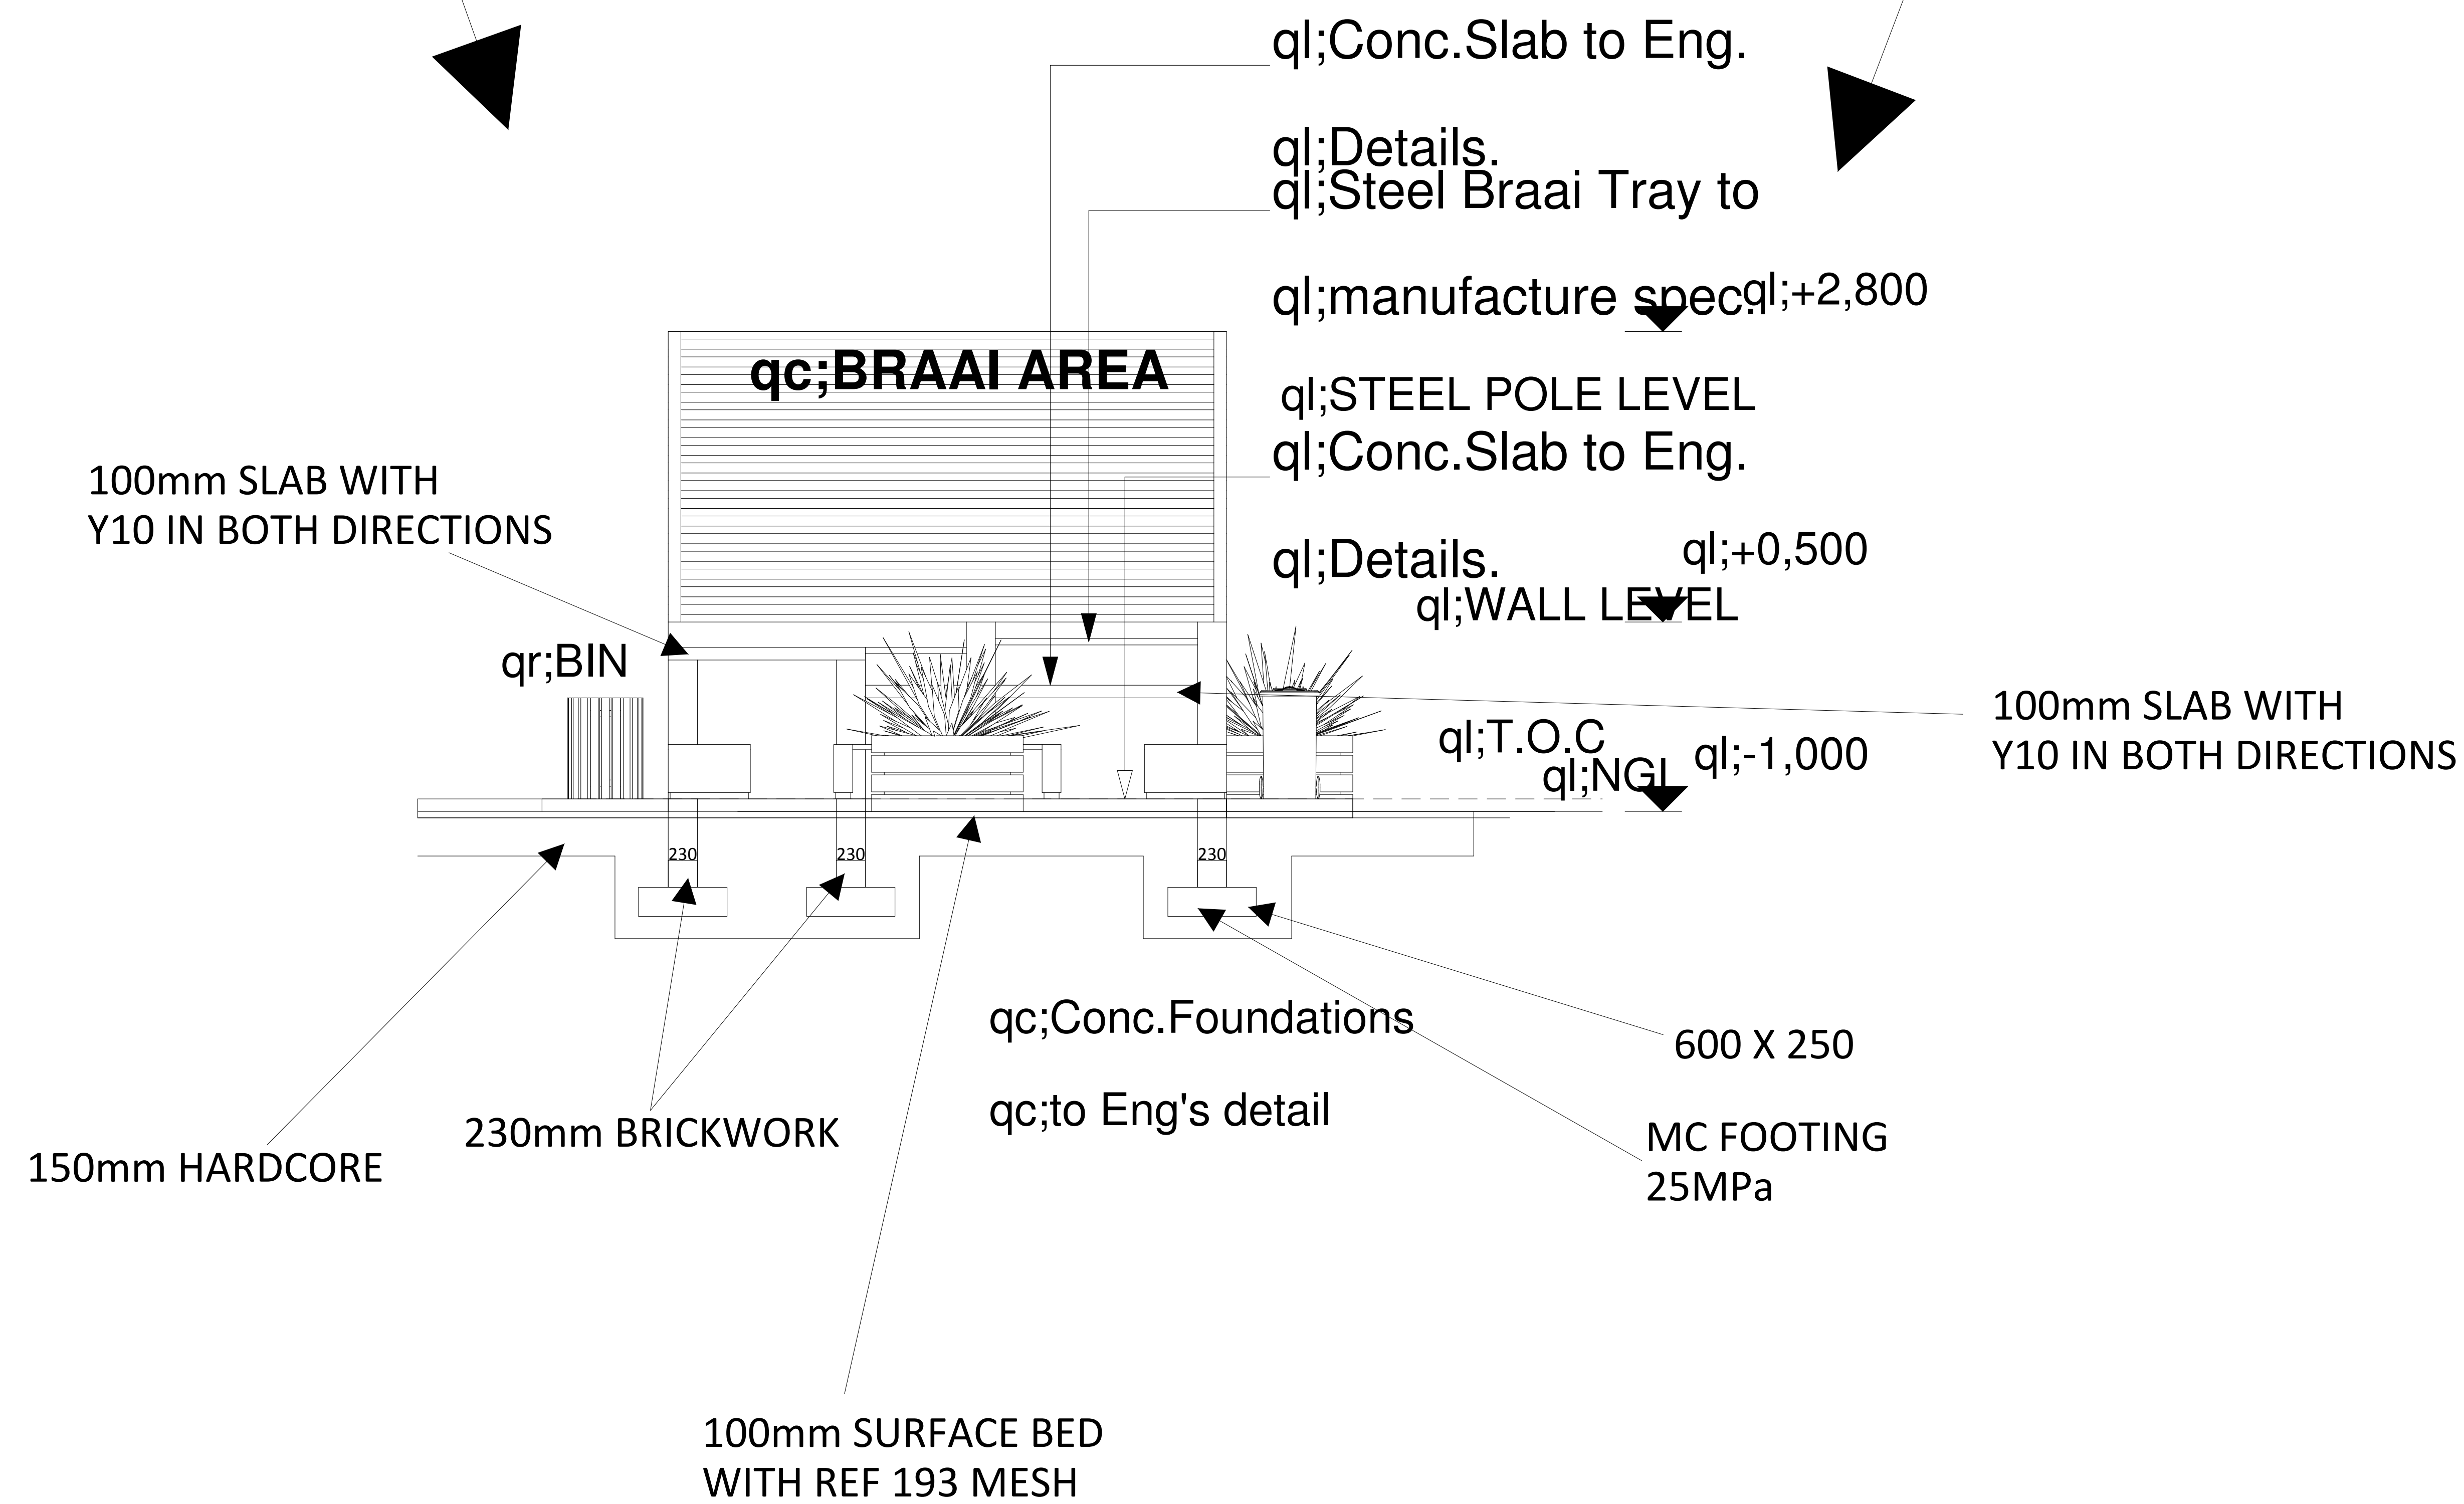 ql;Conc.Slab to Eng.
ql;Details.
ql;Steel Braai Tray to
ql;manufacture spec.
ql;+2,800
qc;BRAAI AREA
ql;STEEL POLE LEVEL
ql;Conc.Slab to Eng.
100mm SLAB WITH
Y10 IN BOTH DIRECTIONS
ql;Details.
ql;+0,500
ql;WALL LEVEL
qr;BIN
100mm SLAB WITH
Y10 IN BOTH DIRECTIONS
ql;T.O.C
ql;-1,000
ql;NGL
230
230
230
qc;Conc.Foundations
600 X 250
qc;to Eng's detail
230mm BRICKWORK
MC FOOTING
25MPa
150mm HARDCORE
100mm SURFACE BED
WITH REF 193 MESH